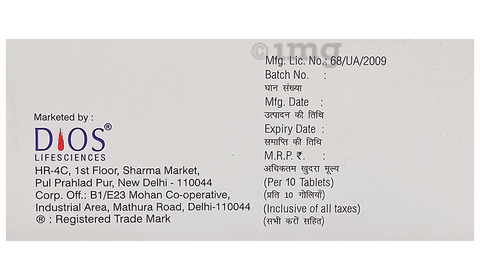 ©1mg
Mfg. Lic. No.: 68/UA/2009
Batch No. :
घान संख्या
Mfg. Date :
उत्पादन की तिथि
Expiry Date :
समाप्ति की तिथि
M.R.P. ₹. :
अधिकतम खुदरा मूल्य
(Per 10 Tablets)
(प्रति 10 गोलियाँ)
(Inclusive of all taxes)
(सभी करों सहित)
Marketed by :
DIOS®
LIFESCIENCES
HR-4C, 1st Floor, Sharma Market,
Pul Prahlad Pur, New Delhi - 110044
Corp. Off.: B1/E23 Mohan Co-operative,
Industrial Area, Mathura Road, Delhi-110044
® : Registered Trade Mark